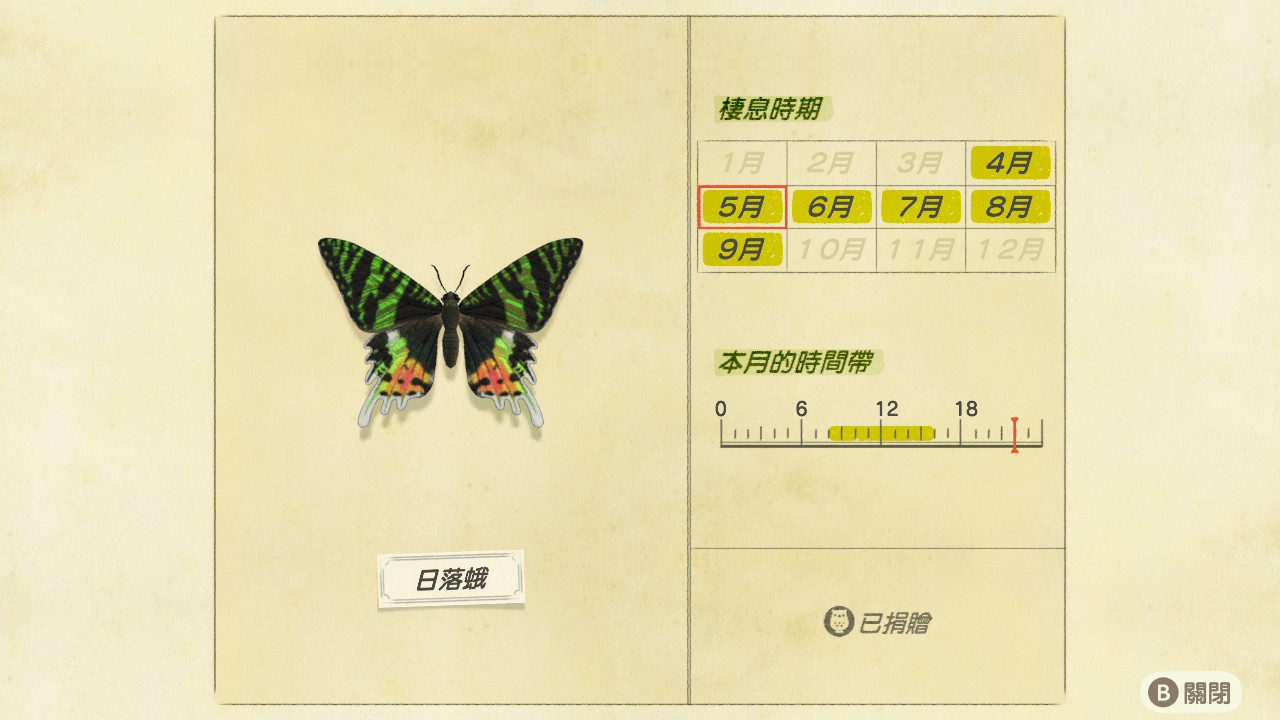 棲息時期
1月 2月 3月 4月
5月 6月 7月 8月
9月 10月 11月 12月
本月的時間帶
0 6 12 18
日落蛾
已捐贈
B 關閉